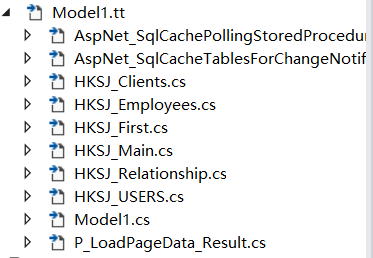 Model1.tt
AspNet_SqlCachePollingStoredProcedu
AspNet_SqlCacheTablesForChangeNotif
HKSJ_Clients.cs
HKSJ_Employees.cs
HKSJ_First.cs
HKSJ_Main.cs
HKSJ_Relationship.cs
HKSJ_USERS.cs
Model1.cs
P_LoadPageData_Result.cs